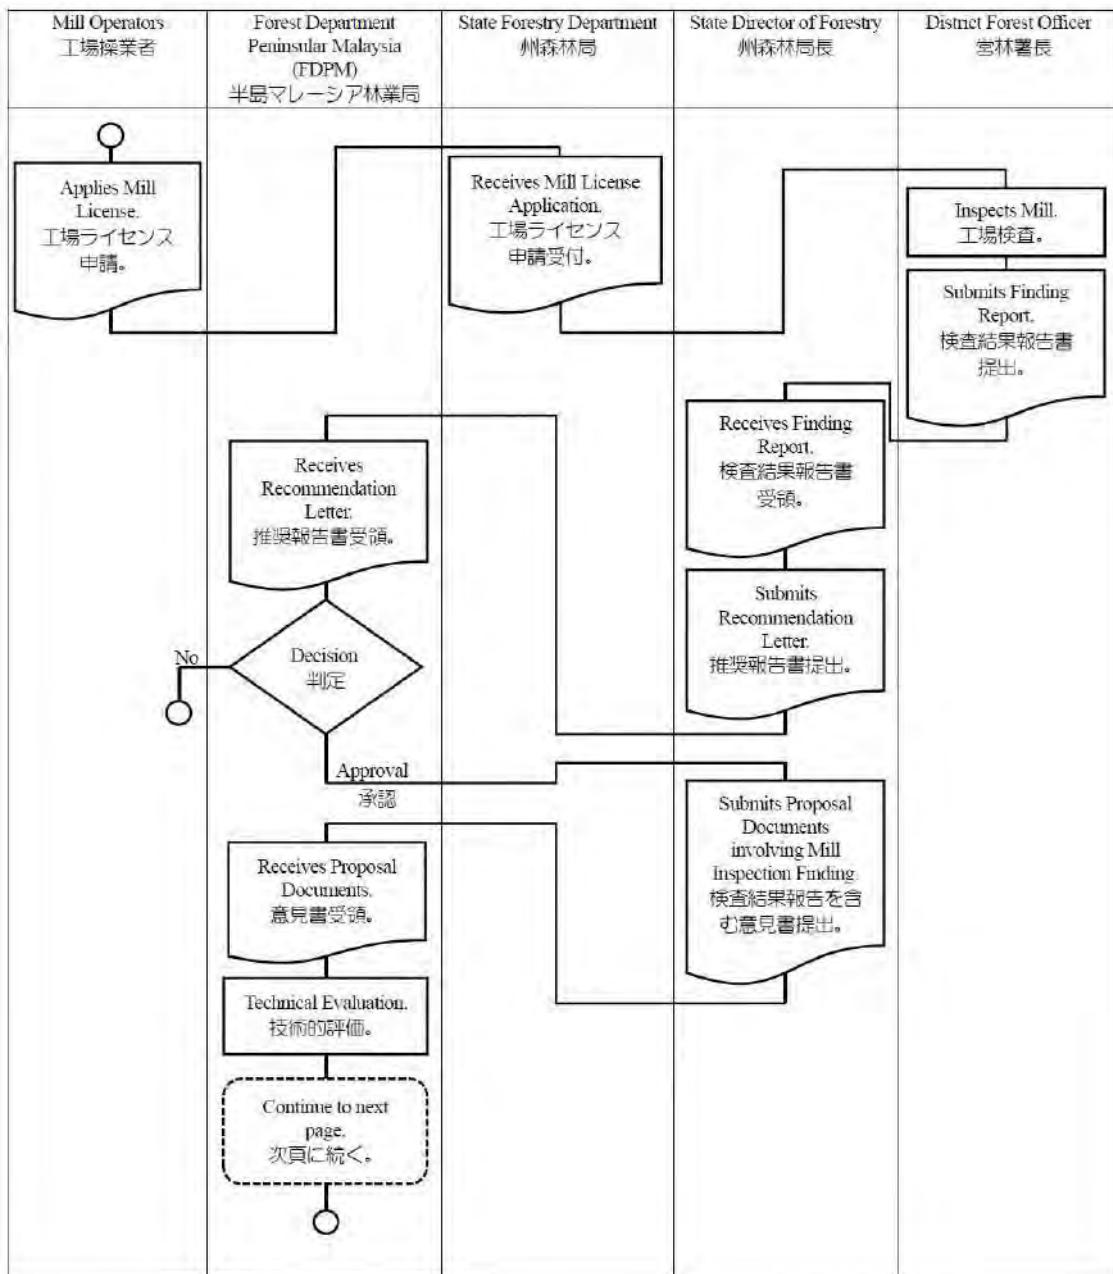 Mill Operators
工場操業者
Forest Department
Peninsular Malaysia
(FDPM)
半島マレーシア林業局
State Forestry Department
州森林局
State Director of Forestry
州森林局長
District Forest Officer
営林署長
Applies Mill
License.
工場ライセンス
申請。
Receives Mill License
Application.
工場ライセンス
申請受付。
Inspects Mill.
工場検査。
Submits Finding
Report.
検査結果報告書
提出。
Receives Finding
Report.
検査結果報告書
受領。
Receives
Recommendation
Letter.
推奨報告書受領。
Submits
Recommendation
Letter.
推奨報告書提出。
No
Decision
判定
Approval
承認
Submits Proposal
Documents
involving Mill
Inspection Finding.
検査結果報告を含
む意見書提出。
Receives Proposal
Documents.
意見書受領。
Technical Evaluation.
技術的評価。
Continue to next
page.
次頁に続く。